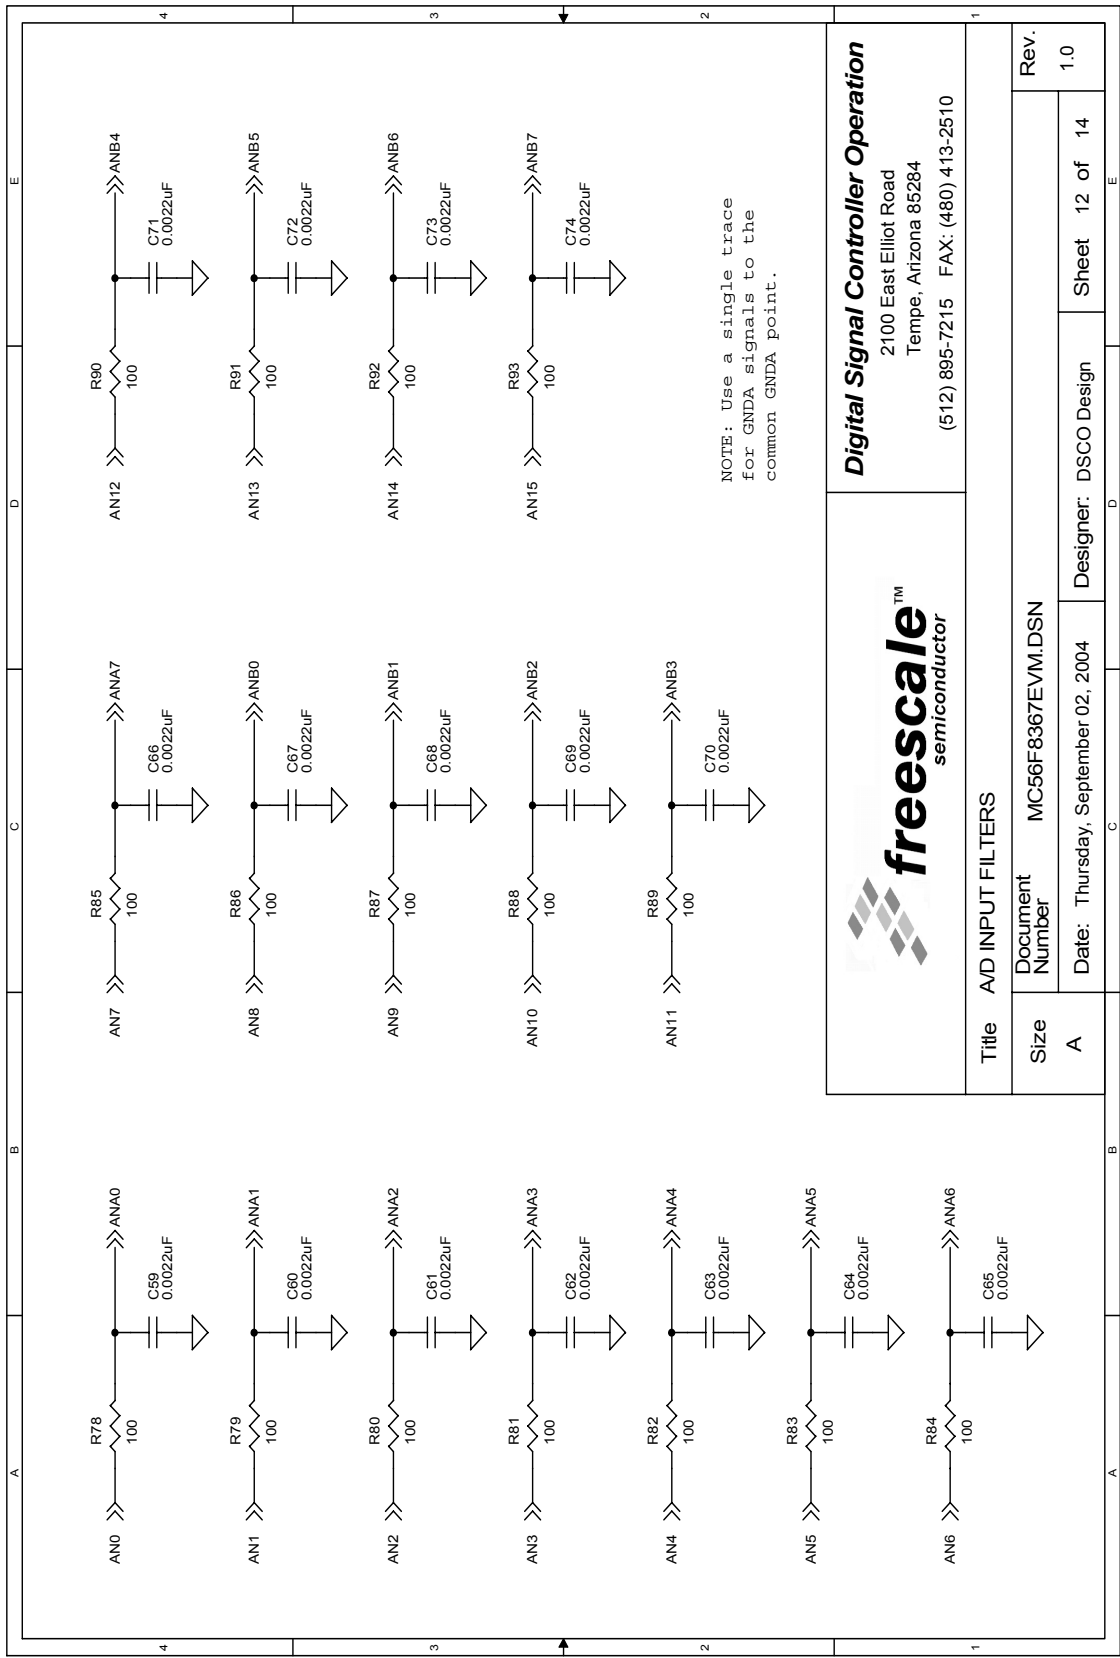 A
B
C
D
E
4
3
2
1
AN0
R78
100
C59
0.0022uF
ANA0
AN1
R79
100
C60
0.0022uF
ANA1
AN2
R80
100
C61
0.0022uF
ANA2
AN3
R81
100
C62
0.0022uF
ANA3
AN4
R82
100
C63
0.0022uF
ANA4
AN5
R83
100
C64
0.0022uF
ANA5
AN6
R84
100
C65
0.0022uF
ANA6
AN7
R85
100
C66
0.0022uF
ANA7
AN8
R86
100
C67
0.0022uF
ANB0
AN9
R87
100
C68
0.0022uF
ANB1
AN10
R88
100
C69
0.0022uF
ANB2
AN11
R89
100
C70
0.0022uF
ANB3
AN12
R90
100
C71
0.0022uF
ANB4
AN13
R91
100
C72
0.0022uF
ANB5
AN14
R92
100
C73
0.0022uF
ANB6
AN15
R93
100
C74
0.0022uF
ANB7
NOTE: Use a single trace
for GNDA signals to the
common GNDA point.
freescale™
semiconductor
Digital Signal Controller Operation
2100 East Elliot Road
Tempe, Arizona 85284
(512) 895-7215 FAX: (480) 413-2510
Title A/D INPUT FILTERS
Size
A
Document
Number
MC56F8367EVM.DSN
Rev.
1.0
Date: Thursday, September 02, 2004
Designer: DSCO Design
Sheet 12 of 14
4
3
2
1
A
B
C
D
E